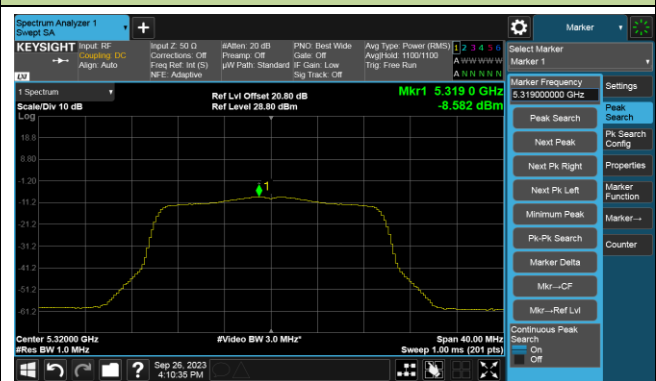 Spectrum Analyzer 1
Swept SA
Marker
KEYSIGHT
Input: RF
Coupling: DC
Align: Auto
Input Z: 50 Ω
Corrections: Off
Freq Ref: Int (S)
NFE: Adaptive
#Atten: 20 dB
Preamp: Off
µW Path: Standard
PNO: Best Wide
Gate: Off
IF Gain: Low
Sig Track: Off
Avg Type: Power (RMS)
Avg|Hold: 1100/1100
Trig: Free Run
1 2 3 4 5 6
A WW WW W
A N N N N N
LXI
Select Marker
Marker 1
1 Spectrum
Scale/Div 10 dB
Log
Ref Lvl Offset 20.80 dB
Ref Level 28.80 dBm
Mkr1 5.319 0 GHz
-8.582 dBm
18.8
8.80
-1.20
-11.2
-21.2
-31.2
-41.2
-51.2
-61.2
1
Center 5.32000 GHz
#Res BW 1.0 MHz
#Video BW 3.0 MHz*
Span 40.00 MHz
Sweep 1.00 ms (201 pts)
Marker Frequency
5.319000000 GHz
Peak Search
Next Peak
Next Pk Right
Next Pk Left
Minimum Peak
Pk-Pk Search
Marker Delta
Mkr→CF
Mkr→Ref Lvl
Continuous Peak
Search
On
Off
Settings
Peak
Search
Pk Search
Config
Properties
Marker
Function
Marker→
Counter
?
Sep 26, 2023
4:10:35 PM